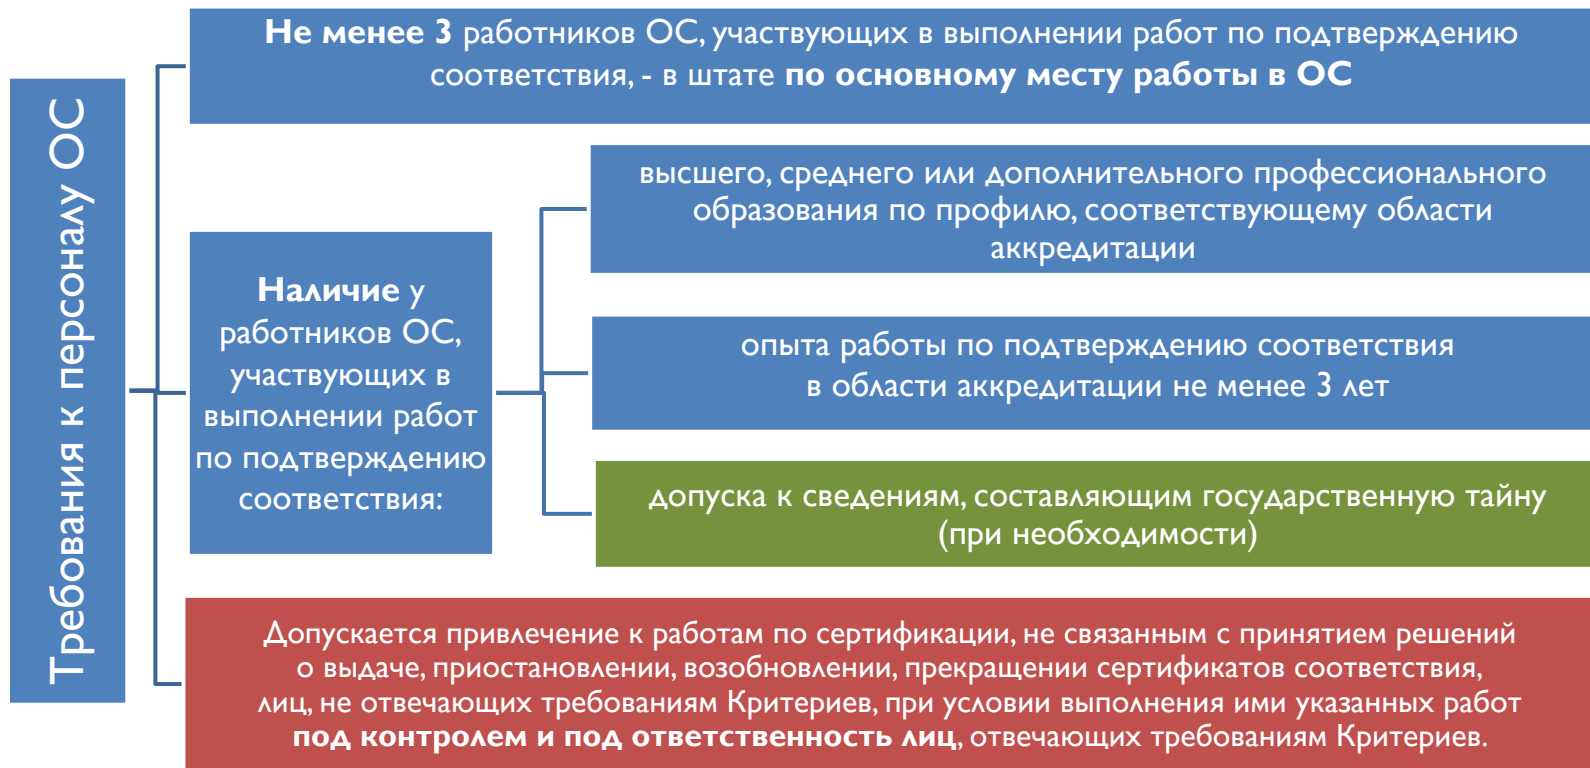 Требования к персоналу ОС
Не менее 3 работников ОС, участвующих в выполнении работ по подтверждению
соответствия, - в штате по основному месту работы в ОС
Наличие у
работников ОС,
участвующих в
выполнении работ
по подтверждению
соответствия:
высшего, среднего или дополнительного профессионального
образования по профилю, соответствующему области
аккредитации
опыта работы по подтверждению соответствия
в области аккредитации не менее 3 лет
допуска к сведениям, составляющим государственную тайну
(при необходимости)
Допускается привлечение к работам по сертификации, не связанным с принятием решений
о выдаче, приостановлении, возобновлении, прекращении сертификатов соответствия,
лиц, не отвечающих требованиям Критериев, при условии выполнения ими указанных работ
под контролем и под ответственность лиц, отвечающих требованиям Критериев.